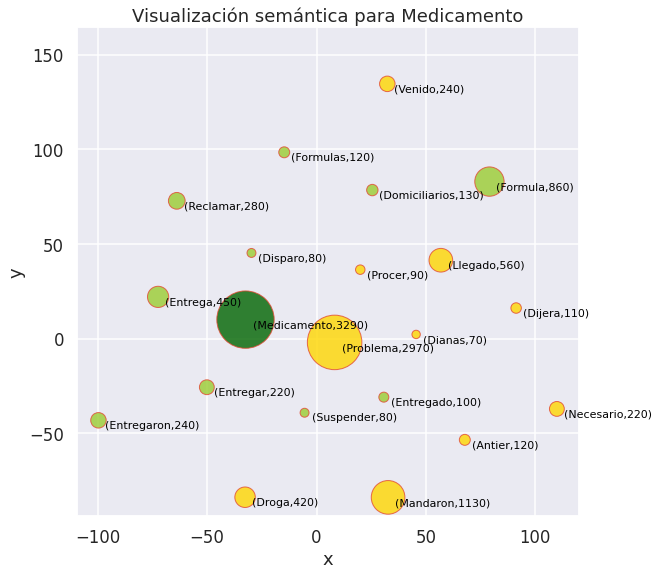 Visualización semántica para Medicamento
150
(Venido,240)
100
(Formulas,120)
(Domiciliarios,130)
(Formula,860)
(Reclamar,280)
50
(Disparo,80)
(Procer,90)
(Llegado,560)
(Entrega,450)
(Medicamento,3290)
(Dijera,110)
0
(Problema,2970)
(Dianas,70)
(Entregar,220)
(Entregado,100)
(Suspender,80)
(Necesario,220)
(Entregaron,240)
−50
(Antier,120)
(Droga,420)
(Mandaron,1130)
−100
−50
0
50
100
x
y